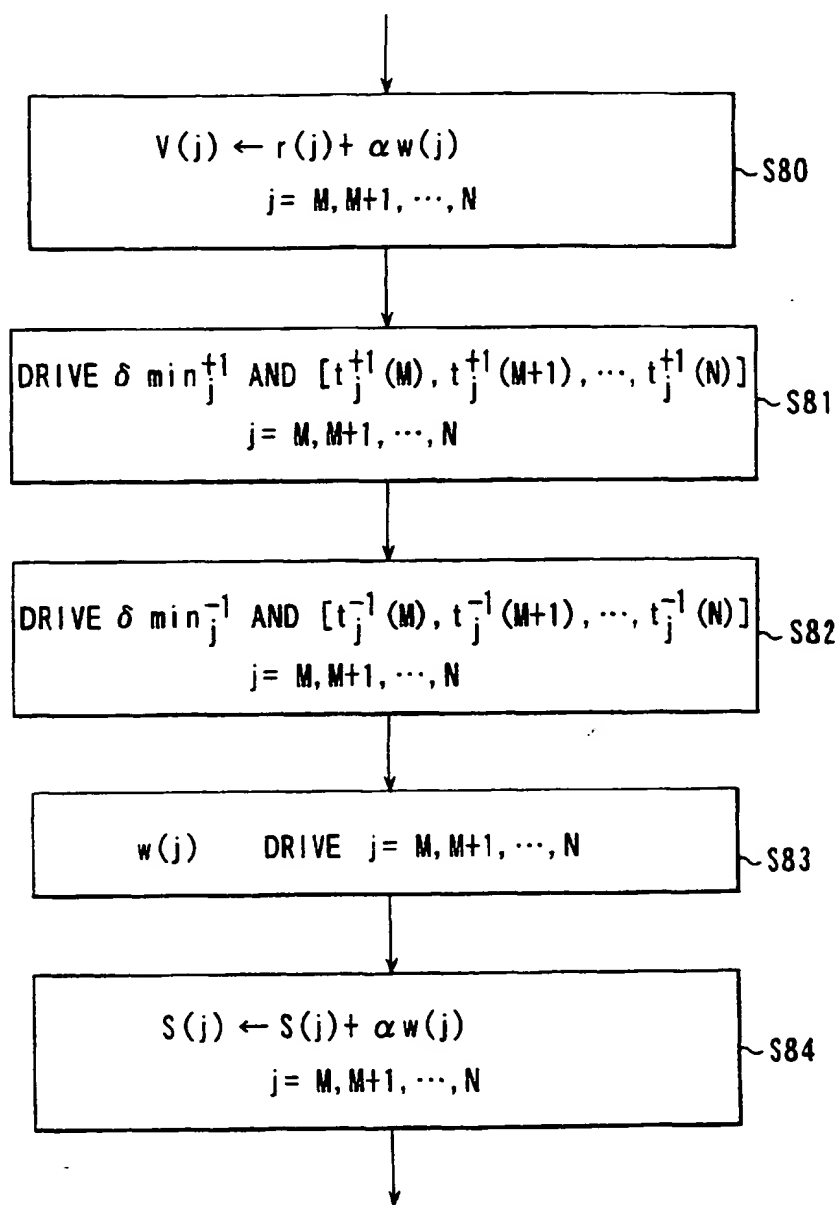 V(j) ← r(j)+ αw(j)
j= M, M+1, ⋯, N
S80
DRIVE δ min_j^{+1} AND [t_j^{+1}(M), t_j^{+1}(M+1), ⋯, t_j^{+1}(N)]
j= M, M+1, ⋯, N
S81
DRIVE δ min_j^{-1} AND [t_j^{-1}(M), t_j^{-1}(M+1), ⋯, t_j^{-1}(N)]
j= M, M+1, ⋯, N
S82
w(j) DRIVE j= M, M+1, ⋯, N
S83
S(j) ← S(j)+ αw(j)
j= M, M+1, ⋯, N
S84